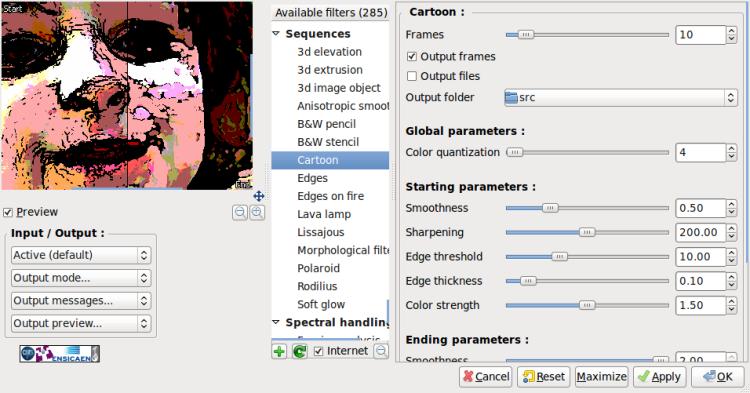 Start
End
Preview
Input / Output :
Active (default)
Output mode...
Output messages...
Output preview...
ENSICAEN
Available filters (285)
Sequences
3d elevation
3d extrusion
3d image object
Anisotropic smoot
B&W pencil
B&W stencil
Cartoon
Edges
Edges on fire
Lava lamp
Lissajous
Morphological filte
Polaroid
Rodilius
Soft glow
Spectral handling
Internet
Cartoon :
Frames 10
Output frames
Output files
Output folder src
Global parameters :
Color quantization 4
Starting parameters :
Smoothness 0.50
Sharpening 200.00
Edge threshold 10.00
Edge thickness 0.10
Color strength 1.50
Ending parameters :
Smoothness 2.00
Cancel Reset Maximize Apply OK